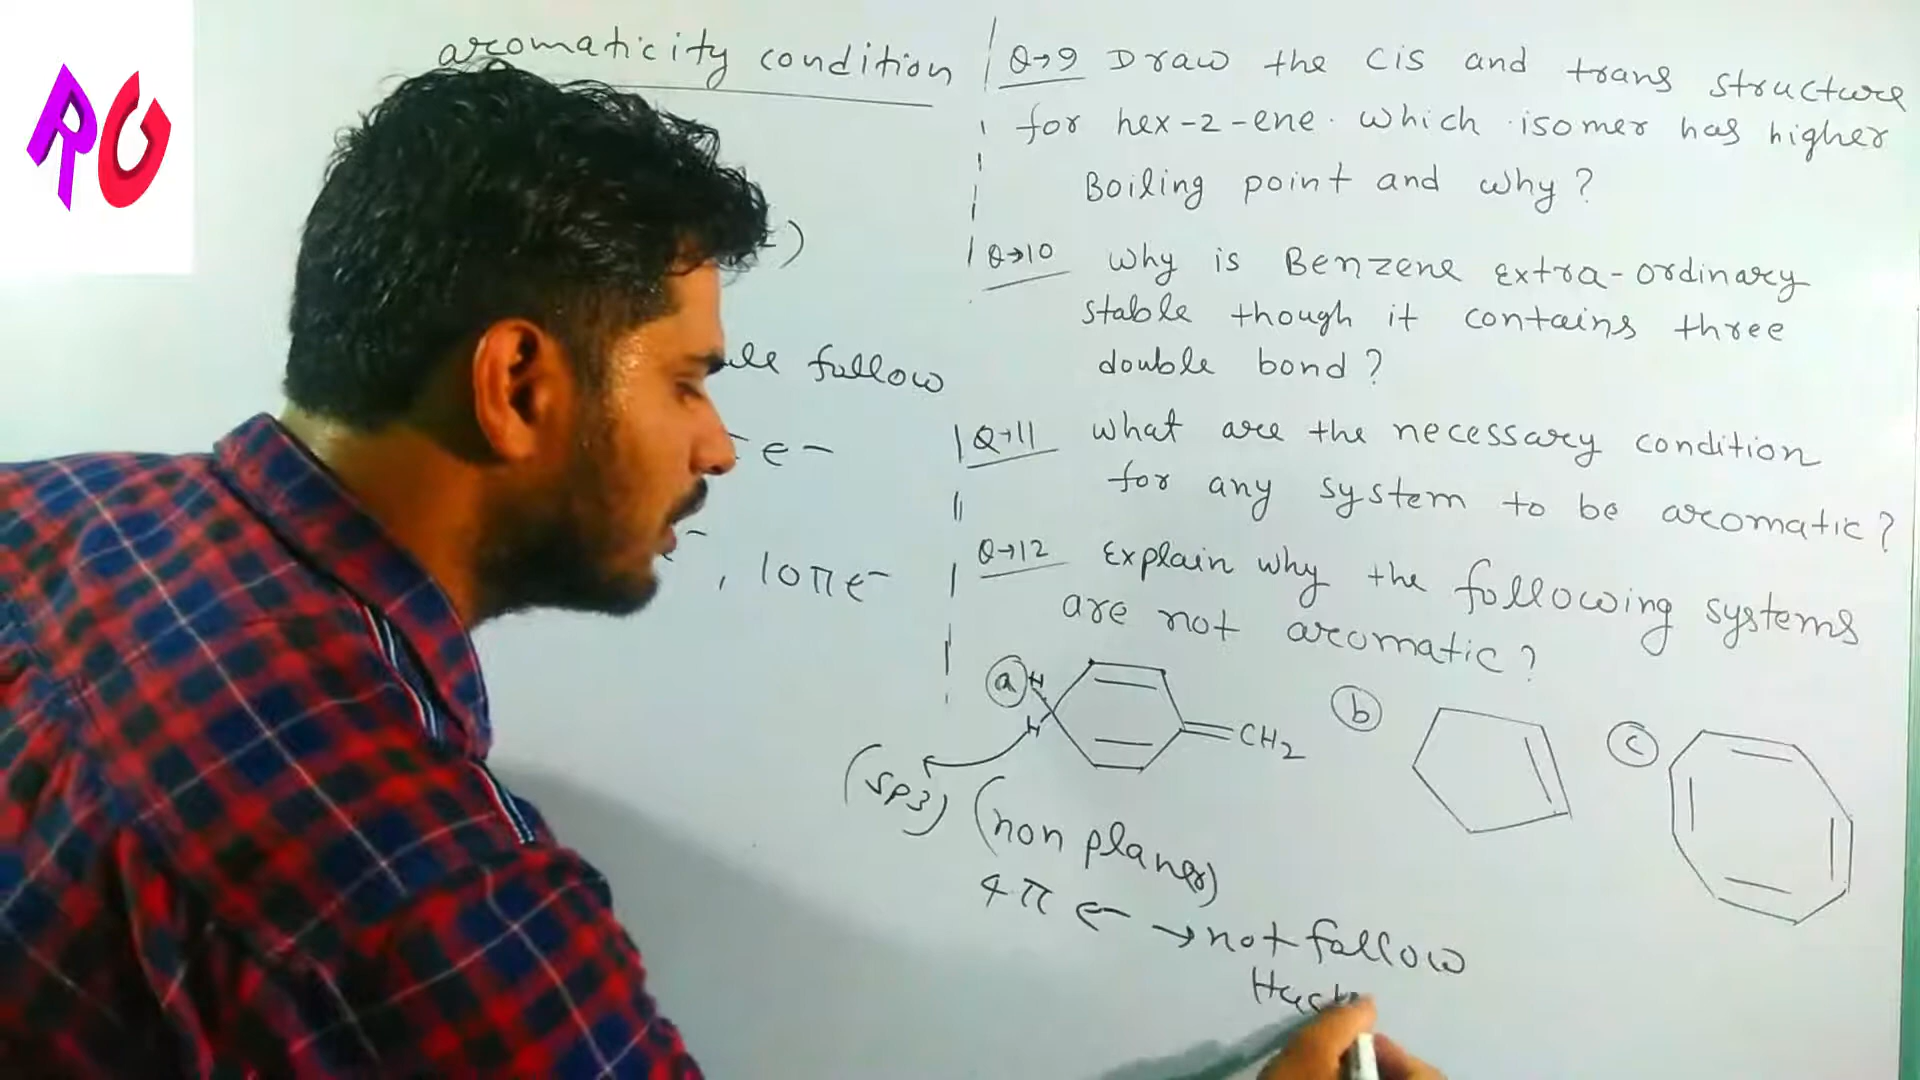 RG
aromaticity condition
)
follow
e-
, 10πe-
Q→9 Draw the cis and trans structure
for hex-2-ene. which isomer has higher
Boiling point and why?
Q→10 Why is Benzene extra-ordinary
stable though it contains three
double bond?
Q→11 What are the necessary condition
for any system to be aromatic?
Q→12 Explain why the following systems
are not aromatic?
a H
H
CH2
b
c
(SP3) (non planer)
4π e- → not follow